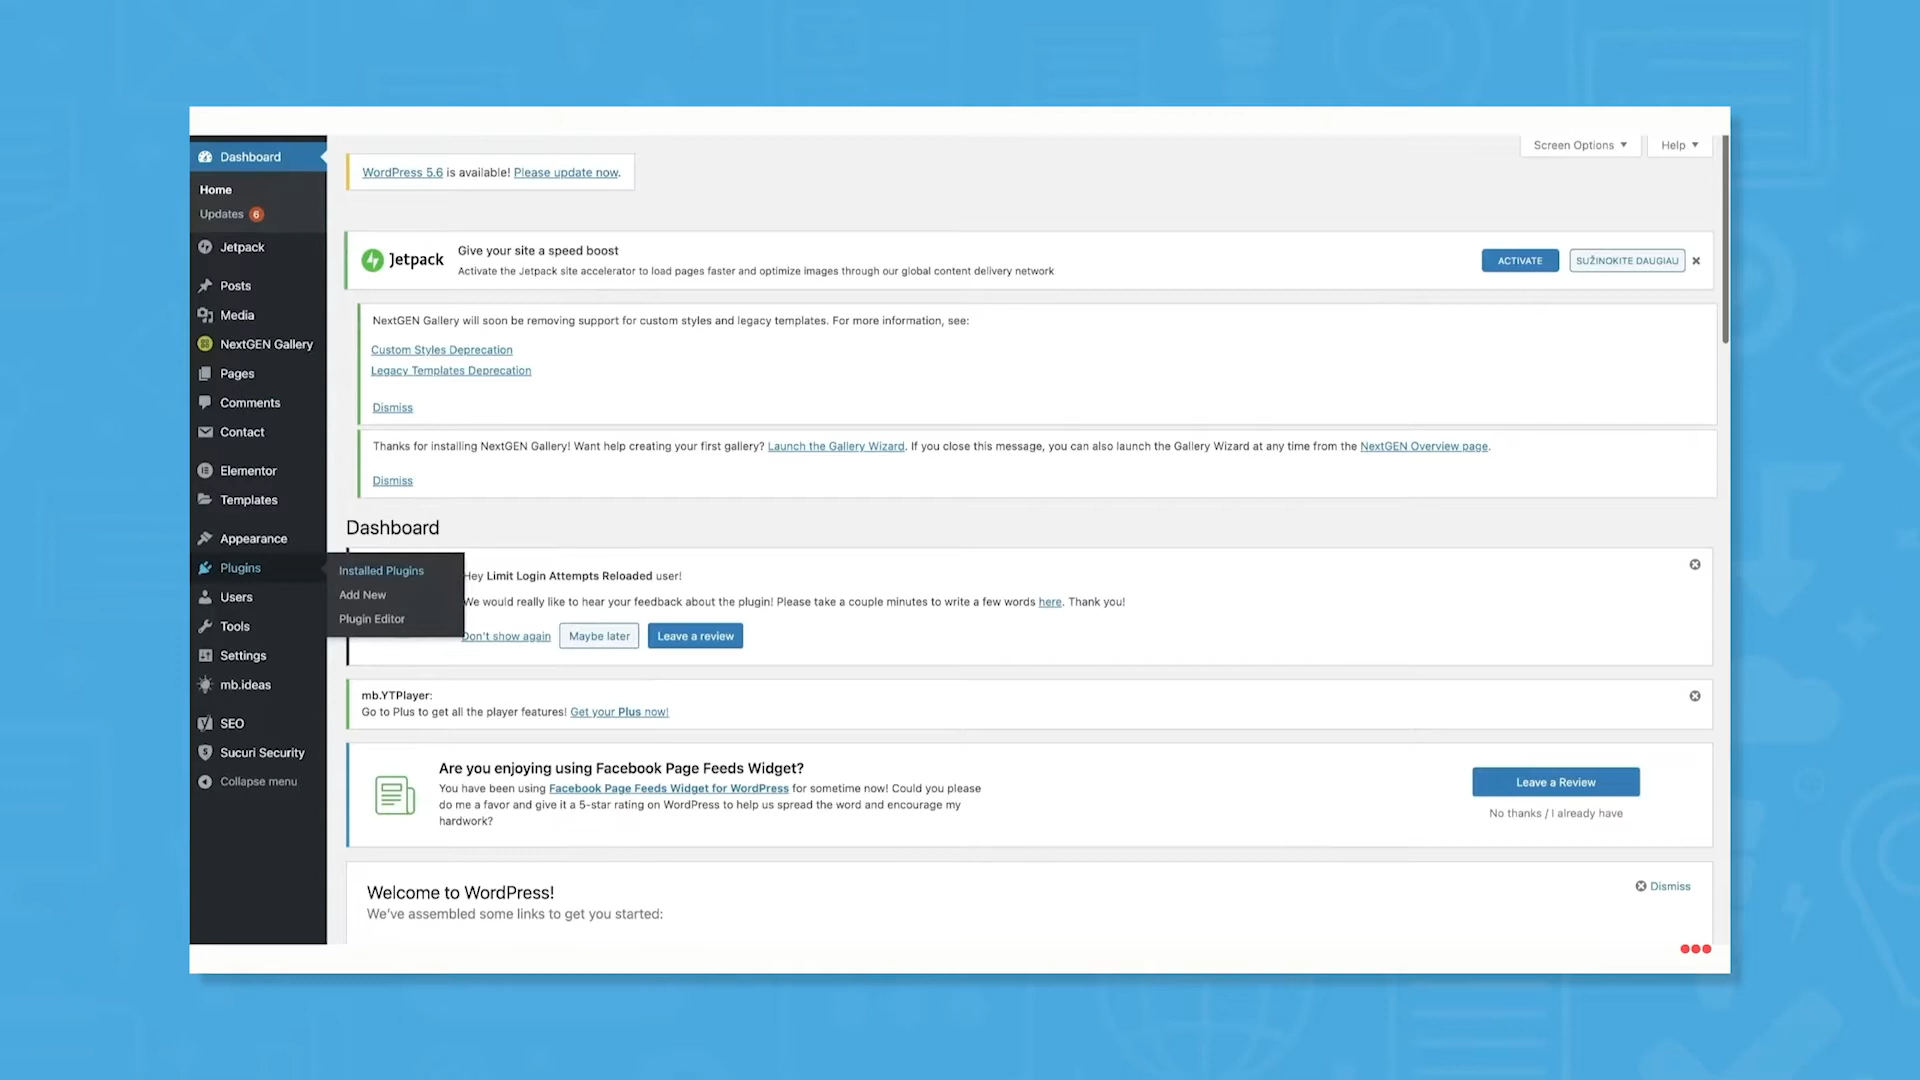 Dashboard
Home
Updates 6
Jetpack
Posts
Media
NextGEN Gallery
Pages
Comments
Contact
Elementor
Templates
Appearance
Plugins
Users
Tools
Settings
mb.ideas
SEO
Sucuri Security
Collapse menu
Installed Plugins
Add New
Plugin Editor
Screen Options
Help
WordPress 5.6 is available! Please update now.
Jetpack
Give your site a speed boost
Activate the Jetpack site accelerator to load pages faster and optimize images through our global content delivery network
ACTIVATE
SUŽINOKITE DAUGIAU
NextGEN Gallery will soon be removing support for custom styles and legacy templates. For more information, see:
Custom Styles Deprecation
Legacy Templates Deprecation
Dismiss
Thanks for installing NextGEN Gallery! Want help creating your first gallery? Launch the Gallery Wizard. If you close this message, you can also launch the Gallery Wizard at any time from the NextGEN Overview page.
Dismiss
Dashboard
Hey Limit Login Attempts Reloaded user!
We would really like to hear your feedback about the plugin! Please take a couple minutes to write a few words here. Thank you!
Don't show again
Maybe later
Leave a review
mb.YTPlayer:
Go to Plus to get all the player features! Get your Plus now!
Are you enjoying using Facebook Page Feeds Widget?
You have been using Facebook Page Feeds Widget for WordPress for sometime now! Could you please
do me a favor and give it a 5-star rating on WordPress to help us spread the word and encourage my
hardwork?
Leave a Review
No thanks / I already have
Welcome to WordPress!
We've assembled some links to get you started:
Dismiss